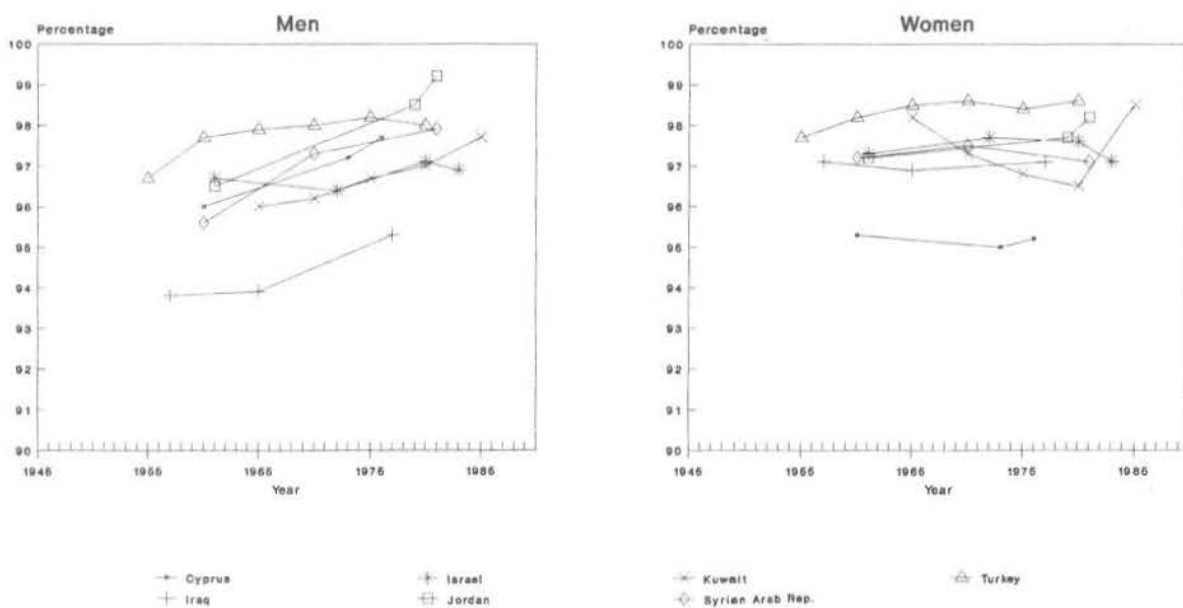 Men
Percentage
100
99
98
97
96
95
94
93
92
91
90
1945
1955
1965
1975
1985
Year
Women
Percentage
100
99
98
97
96
95
94
93
92
91
90
1945
1955
1965
1975
1985
Year
Cyprus
Israel
Kuwait
Turkey
Iraq
Jordan
Syrian Arab Rep.